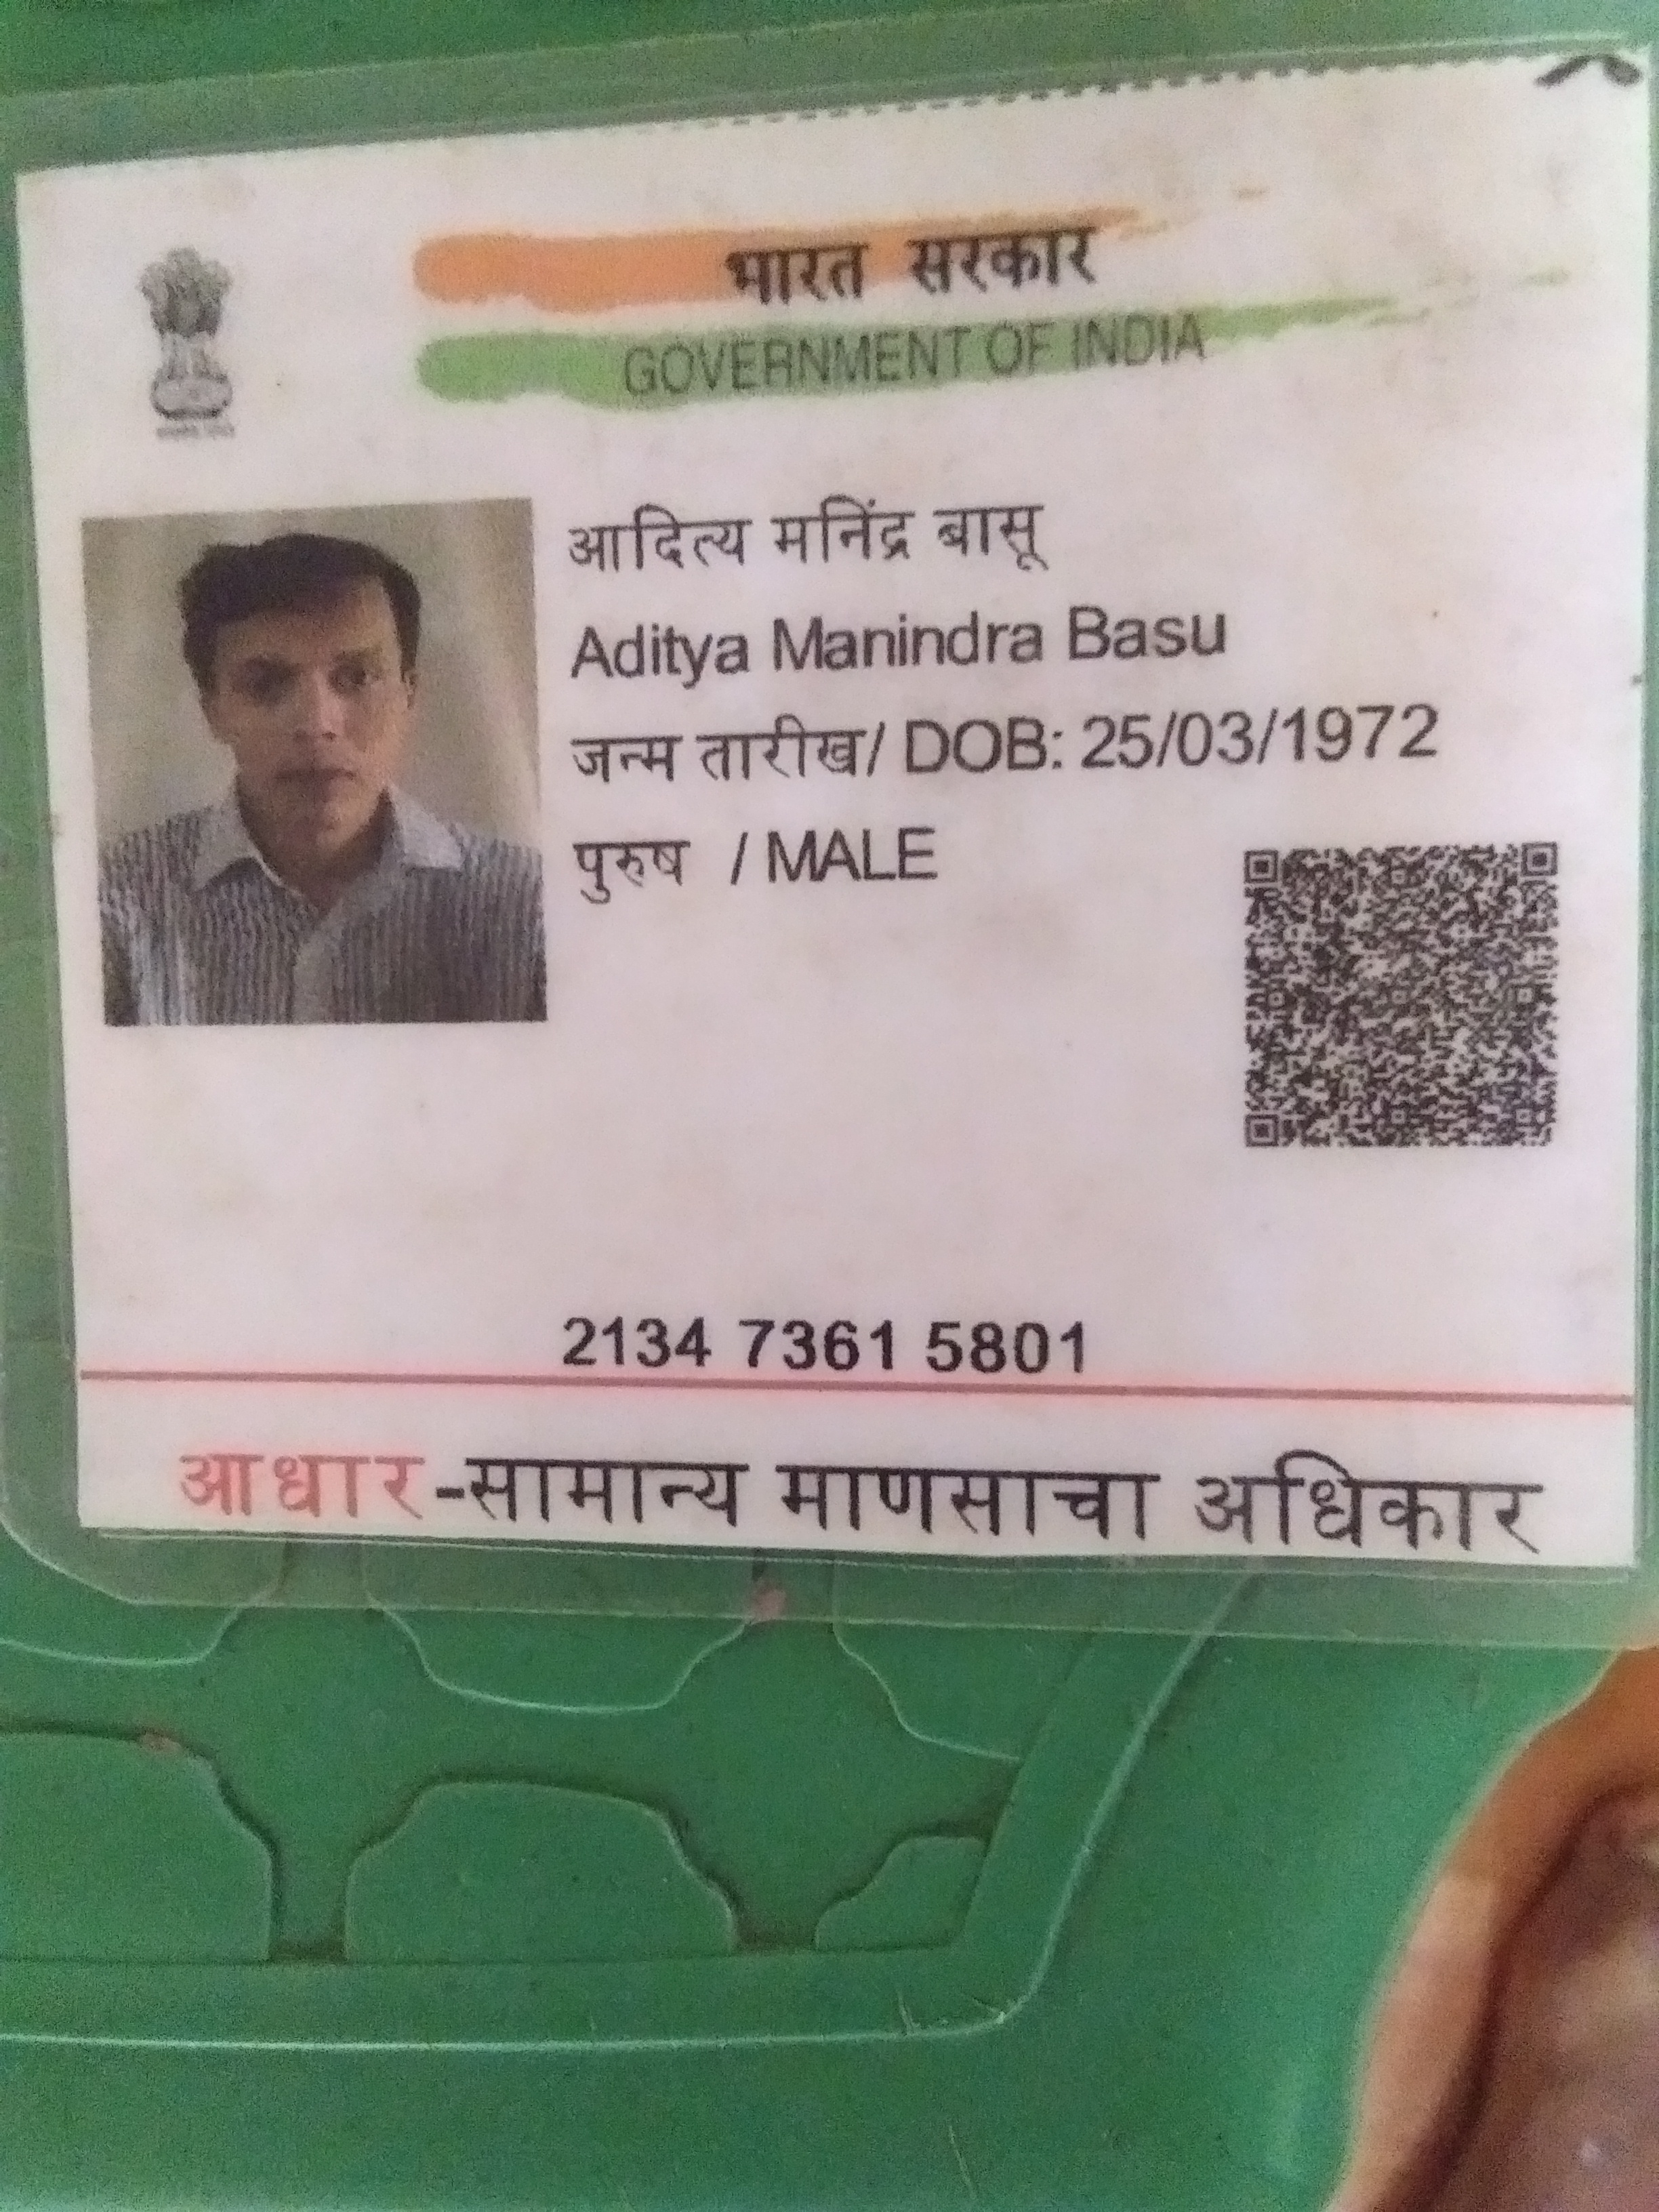 भारत सरकार
GOVERNMENT OF INDIA
आदित्य मनिंद्र बासू
Aditya Manindra Basu
जन्म तारीख/ DOB: 25/03/1972
पुरुष / MALE
2134 7361 5801
आधार-सामान्य माणसाचा अधिकार